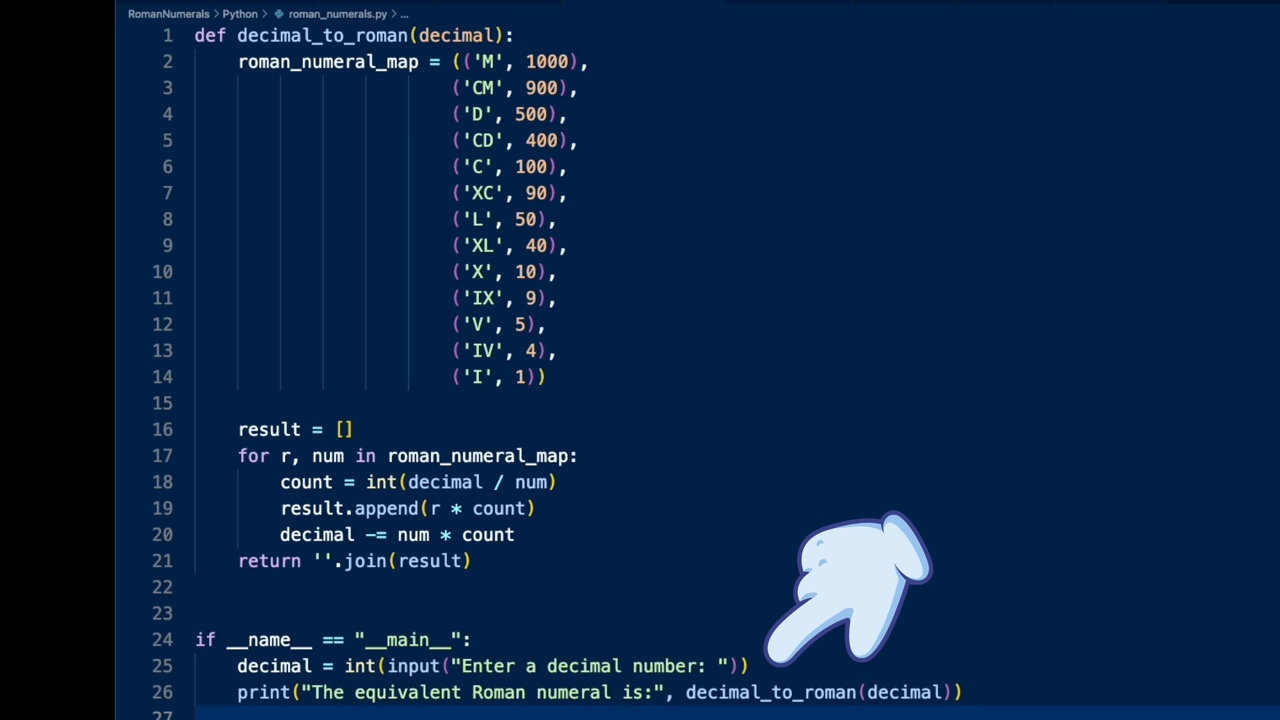 RomanNumerals > Python > roman_numerals.py > ...
1 def decimal_to_roman(decimal):
2     roman_numeral_map = (('M', 1000),
3                         ('CM', 900),
4                         ('D', 500),
5                         ('CD', 400),
6                         ('C', 100),
7                         ('XC', 90),
8                         ('L', 50),
9                         ('XL', 40),
10                         ('X', 10),
11                         ('IX', 9),
12                         ('V', 5),
13                         ('IV', 4),
14                         ('I', 1))
15
16     result = []
17     for r, num in roman_numeral_map:
18         count = int(decimal / num)
19         result.append(r * count)
20         decimal -= num * count
21     return ''.join(result)
22
23
24 if __name__ == "__main__":
25     decimal = int(input("Enter a decimal number: "))
26     print("The equivalent Roman numeral is:", decimal_to_roman(decimal))
27